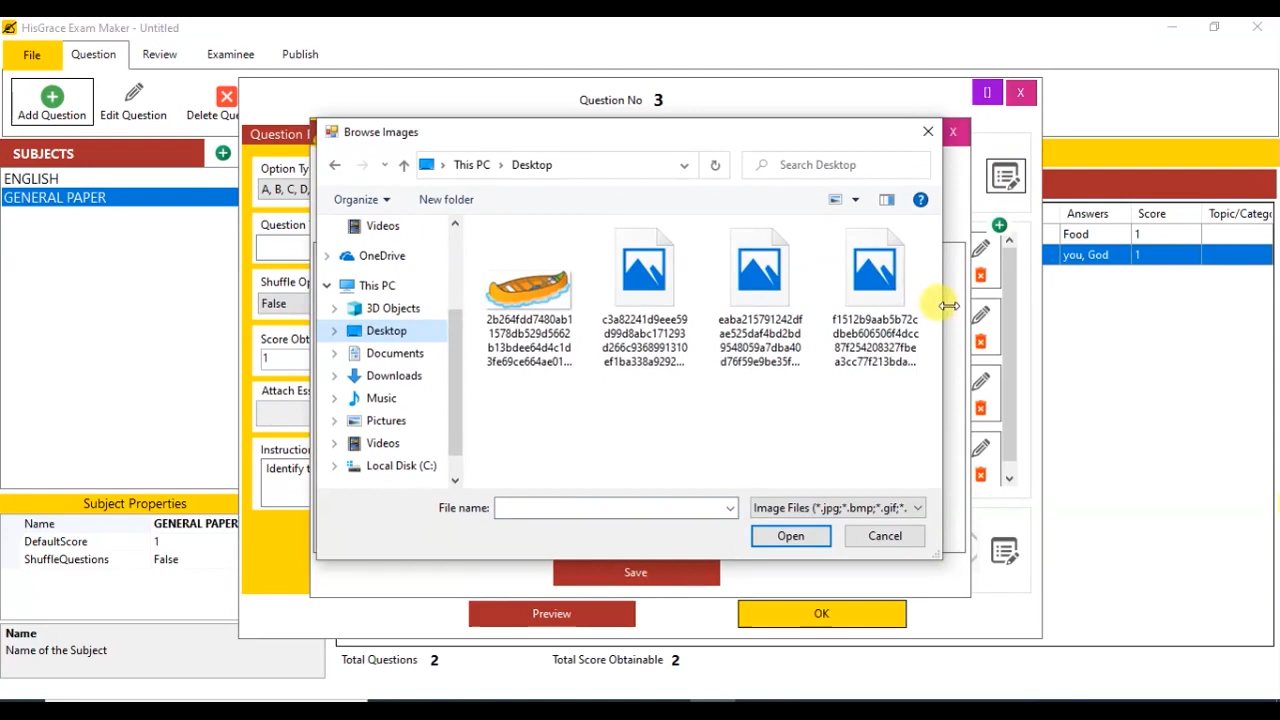 HisGrace Exam Maker - Untitled
File
Question
Review
Examinee
Publish
Add Question
Edit Question
Delete
Question No 3
[]
X
SUBJECTS
ENGLISH
GENERAL PAPER
Question
Option Ty
A, B, C, D,
Question
Shuffle Op
False
Score Obt
1
Attach Ess
Instruction
Identify t
Browse Images
X
This PC
Desktop
Search Desktop
Organize
New folder
Videos
OneDrive
This PC
3D Objects
Desktop
Documents
Downloads
Music
Pictures
Videos
Local Disk (C:)
2b264fdd7480ab1
1578db529d5662
b13bdee64d4c1d
3fe69ce664ae01...
c3a82241d9eee59
d99d8abc171293
d266c9368991310
ef1ba338a9292...
eaba215791242df
ae525daf4bd2bd
9548059a7dba40
d76f59e9be35f...
f1512b9aab5b72c
dbeb606506f4dcc
87f254208327fbe
a3cc77f213bda...
File name:
Image Files (*.jpg;*.bmp;*.gif;*.
Open
Cancel
Answers
Score
Topic/Catego
Food
1
you, God
1
Save
Preview
OK
Subject Properties
Name
GENERAL PAPER
DefaultScore
1
ShuffleQuestions
False
Name
Name of the Subject
Total Questions 2
Total Score Obtainable 2